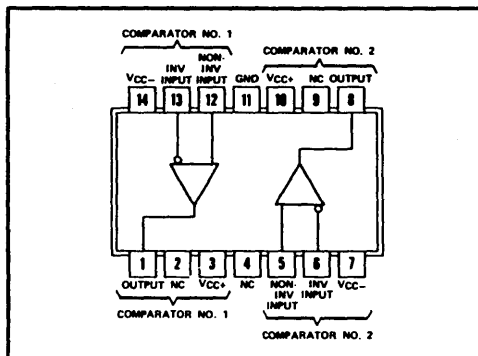 COMPARATOR NO. 1
COMPARATOR NO. 2
NON-
INV INV
VCC– INPUT INPUT GND VCC+ NC OUTPUT
14 13 12 11 10 9 8
1 2 3 4 5 6 7
OUTPUT NC VCC+ NC NON- INV VCC–
INV INPUT
INPUT
COMPARATOR NO. 1
COMPARATOR NO. 2